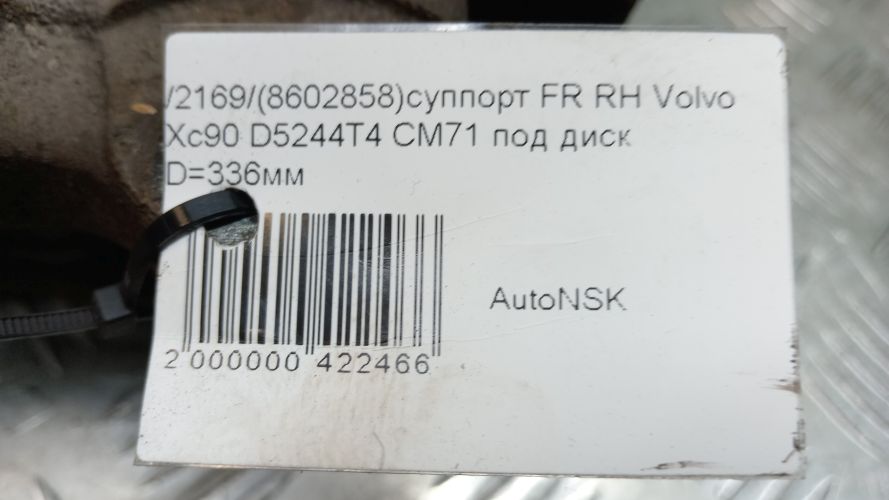 /2169/(8602858)суппорт FR RH Volvo
Xc90 D5244T4 CM71 под диск
D=336мм
AutoNSK
2 000000 422466